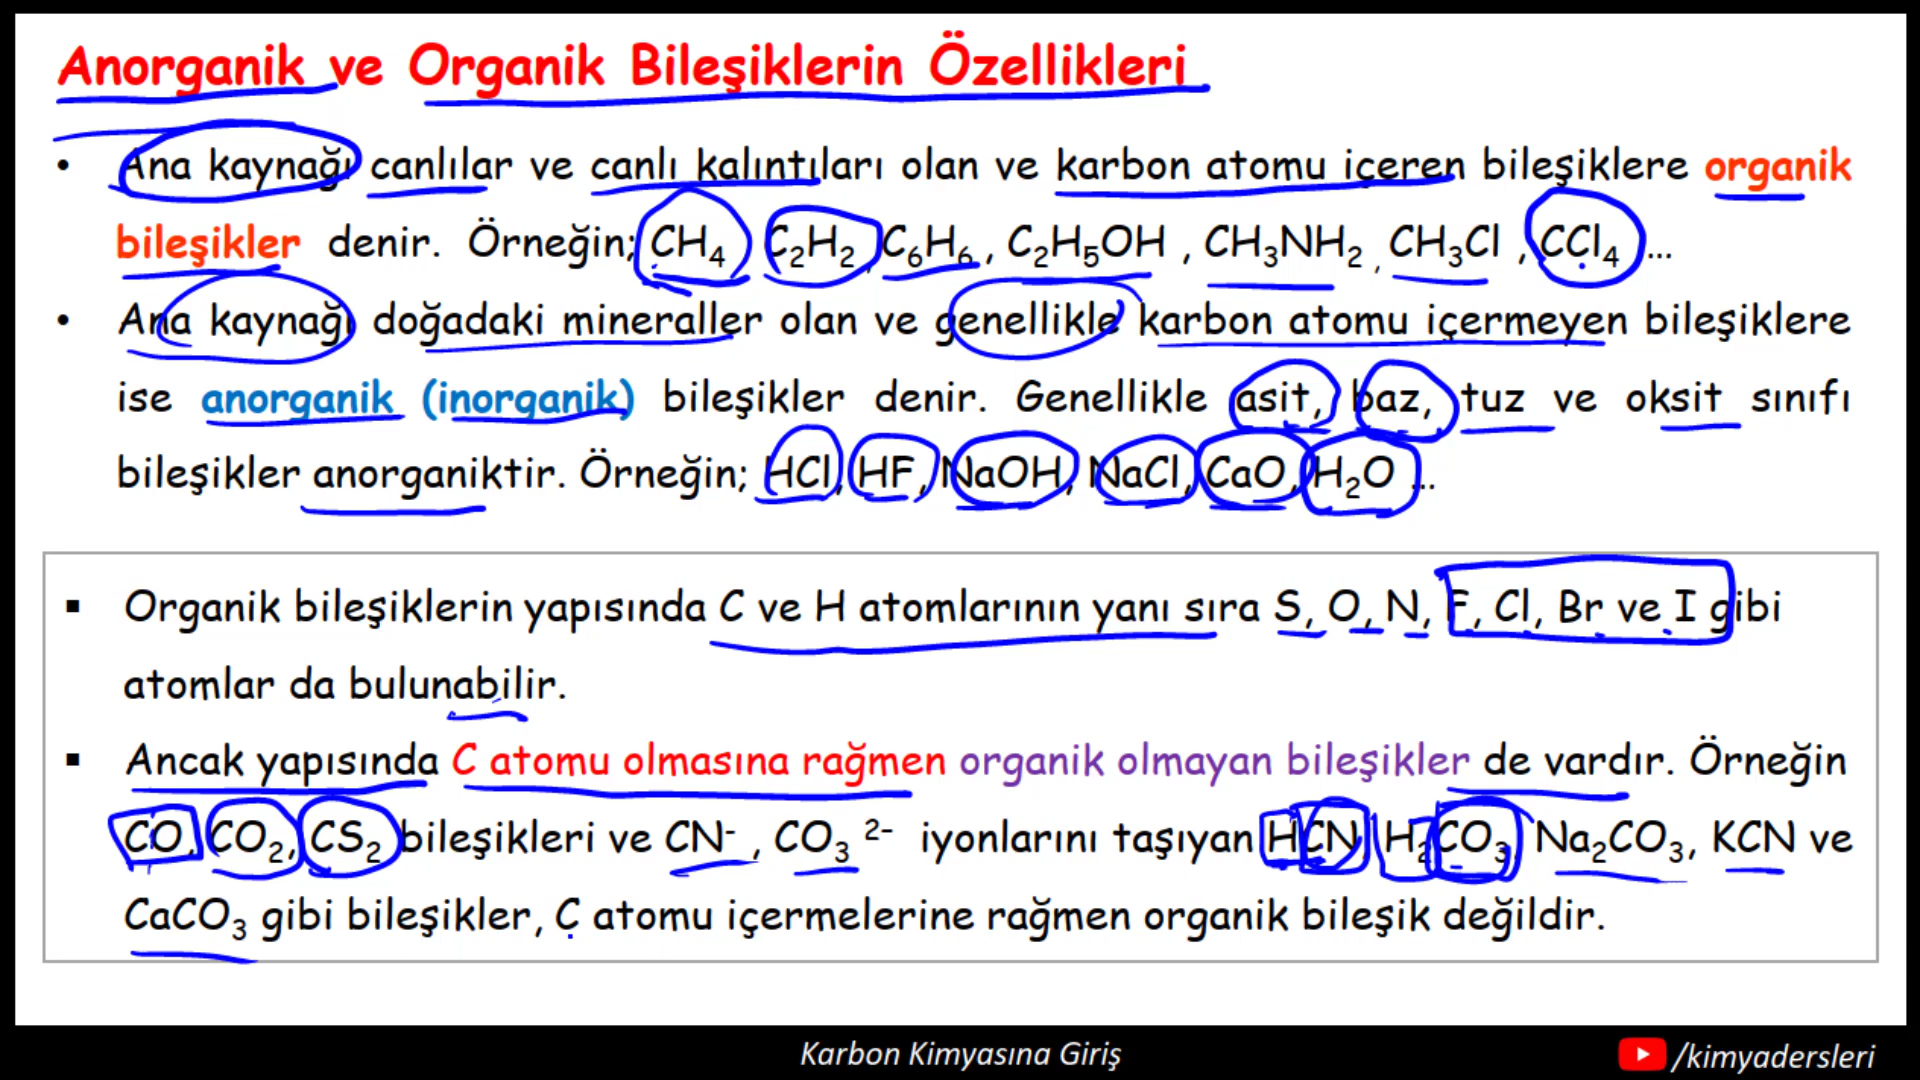 Anorganik ve Organik Bileşiklerin Özellikleri
• Ana kaynağı canlılar ve canlı kalıntıları olan ve karbon atomu içeren bileşiklere organik
bileşikler denir. Örneğin; CH₄, C₂H₂, C₆H₆, C₂H₅OH, CH₃NH₂, CH₃Cl, CCl₄ ...
• Ana kaynağı doğadaki mineraller olan ve genellikle karbon atomu içermeyen bileşiklere
ise anorganik (inorganik) bileşikler denir. Genellikle asit, baz, tuz ve oksit sınıfı
bileşikler anorganiktir. Örneğin; HCl, HF, NaOH, NaCl, CaO, H₂O ...
▪ Organik bileşiklerin yapısında C ve H atomlarının yanı sıra S, O, N, F, Cl, Br ve I gibi
atomlar da bulunabilir.
▪ Ancak yapısında C atomu olmasına rağmen organik olmayan bileşikler de vardır. Örneğin
CO, CO₂, CS₂ bileşikleri ve CN⁻, CO₃ ²⁻ iyonlarını taşıyan HCN, H₂CO₃, Na₂CO₃, KCN ve
CaCO₃ gibi bileşikler, C atomu içermelerine rağmen organik bileşik değildir.
Karbon Kimyasına Giriş
/kimyadersleri